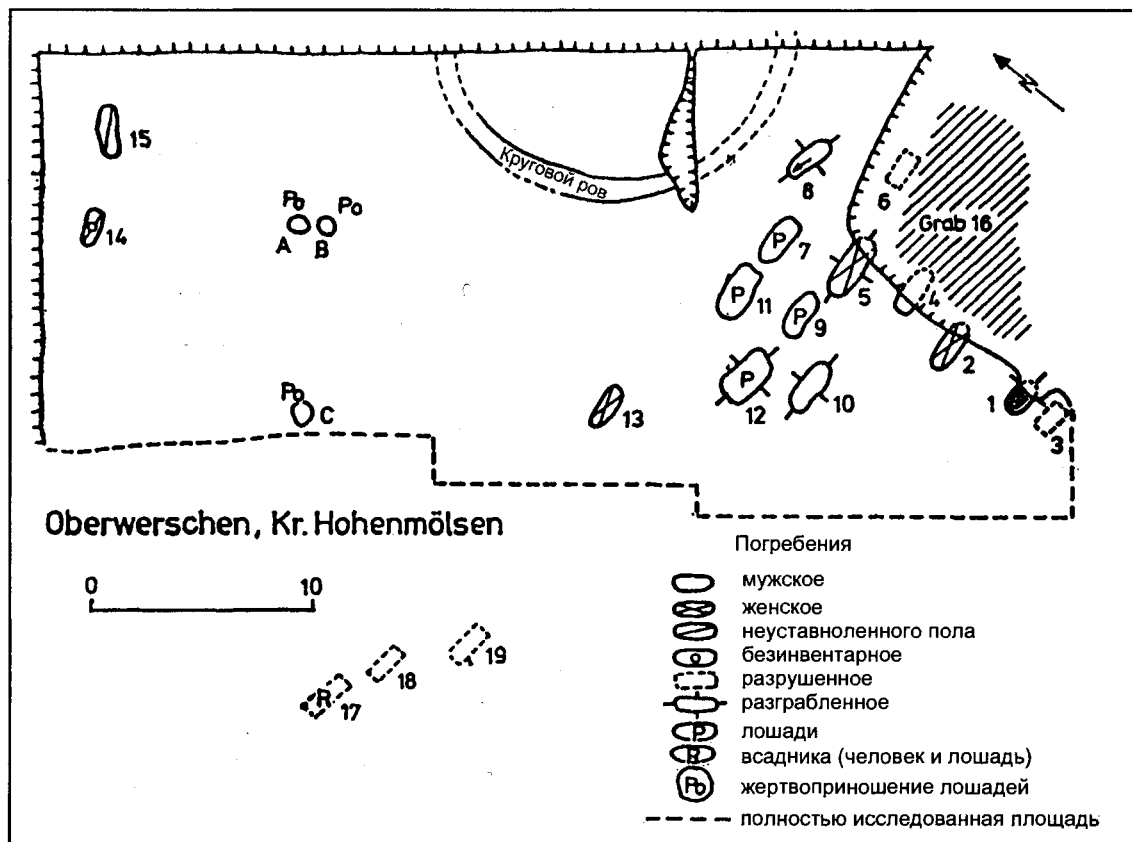 N
15
Круговой ров
8
6
Po Po
14
A B
7
Grab 16
P
5
P
11
4
P
9
2
Po
C
13
P
12
10
1
3
Oberwerschen, Kr. Hohenmölsen
Погребения
мужское
0 10
женское
неуставноленного пола
o безинвентарное
19
разрушенное
18
разграбленное
R
17
P лошади
R всадника (человек и лошадь)
Po жертвоприношение лошадей
полностью исследованная площадь